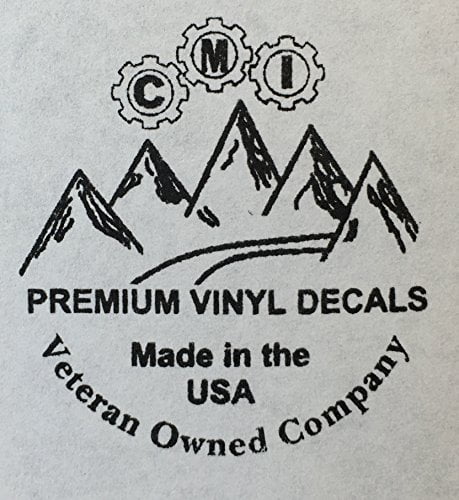 C M I
PREMIUM VINYL DECALS
Made in the
USA
Veteran Owned Company